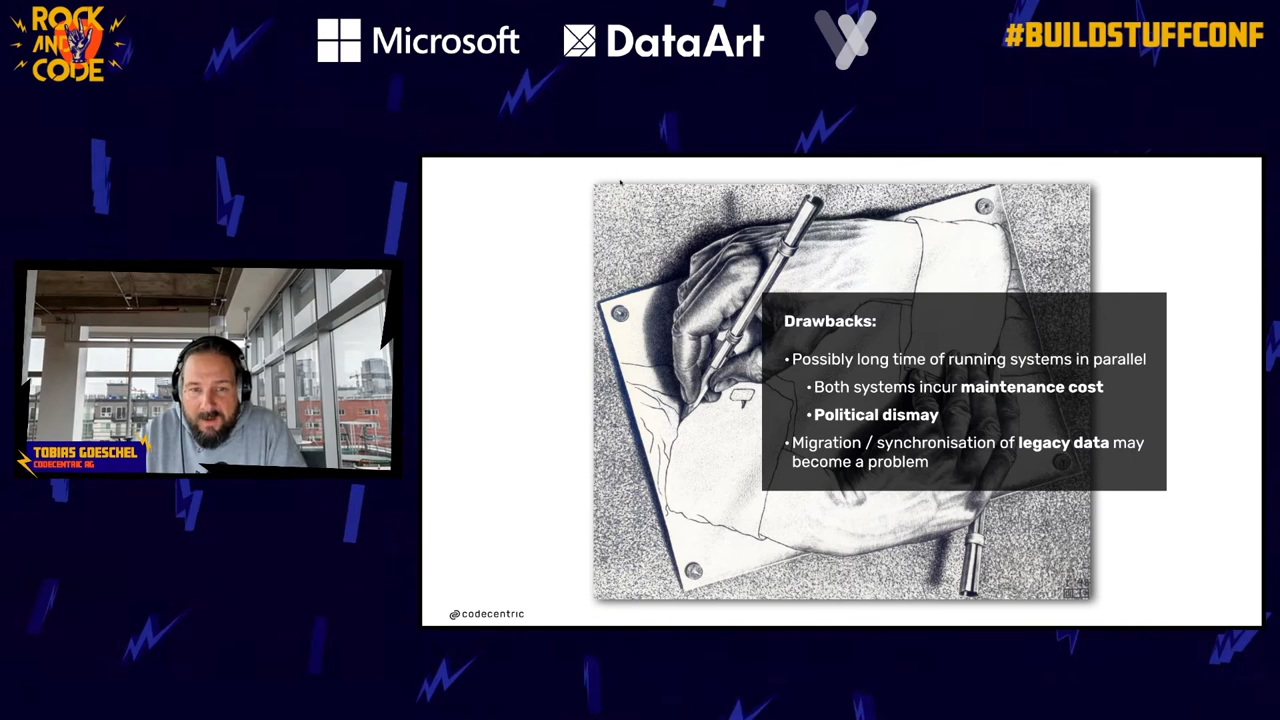 ROCK
AND
CODE
Microsoft
DataArt
#BUILDSTUFFCONF
Drawbacks:
•Possibly long time of running systems in parallel
•Both systems incur maintenance cost
•Political dismay
•Migration / synchronisation of legacy data may
become a problem
TOBIAS GOESCHEL
CODECENTRIC AG
codecentric